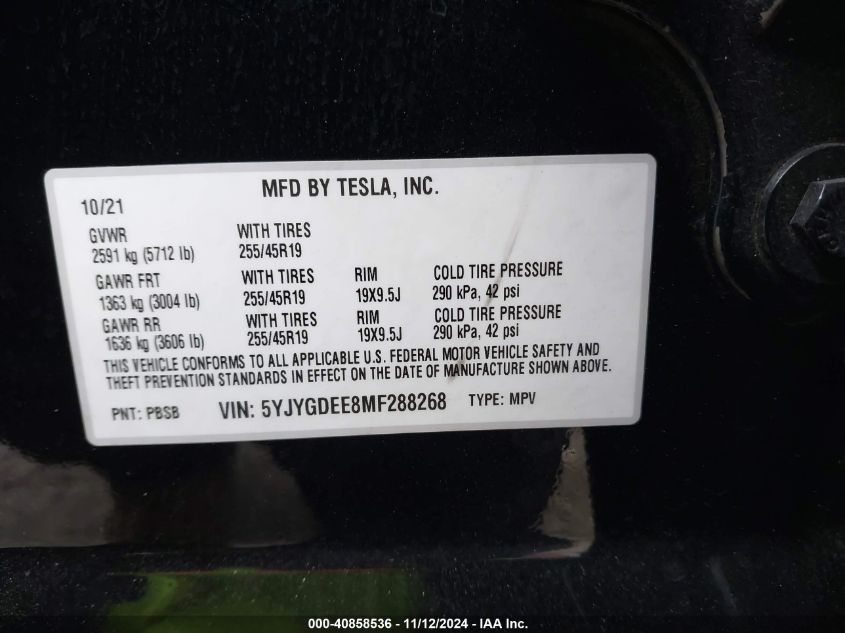 MFD BY TESLA, INC.
10/21
GVWR WITH TIRES
2591 kg (5712 lb) 255/45R19
GAWR FRT WITH TIRES RIM COLD TIRE PRESSURE
1363 kg (3004 lb) 255/45R19 19X9.5J 290 kPa, 42 psi
GAWR RR WITH TIRES RIM COLD TIRE PRESSURE
1636 kg (3606 lb) 255/45R19 19X9.5J 290 kPa, 42 psi
THIS VEHICLE CONFORMS TO ALL APPLICABLE U.S. FEDERAL MOTOR VEHICLE SAFETY AND
THEFT PREVENTION STANDARDS IN EFFECT ON THE DATE OF MANUFACTURE SHOWN ABOVE.
PNT: PBSB VIN: 5YJYGDEE8MF288268 TYPE: MPV
000-40858536 - 11/12/2024 - IAA Inc.